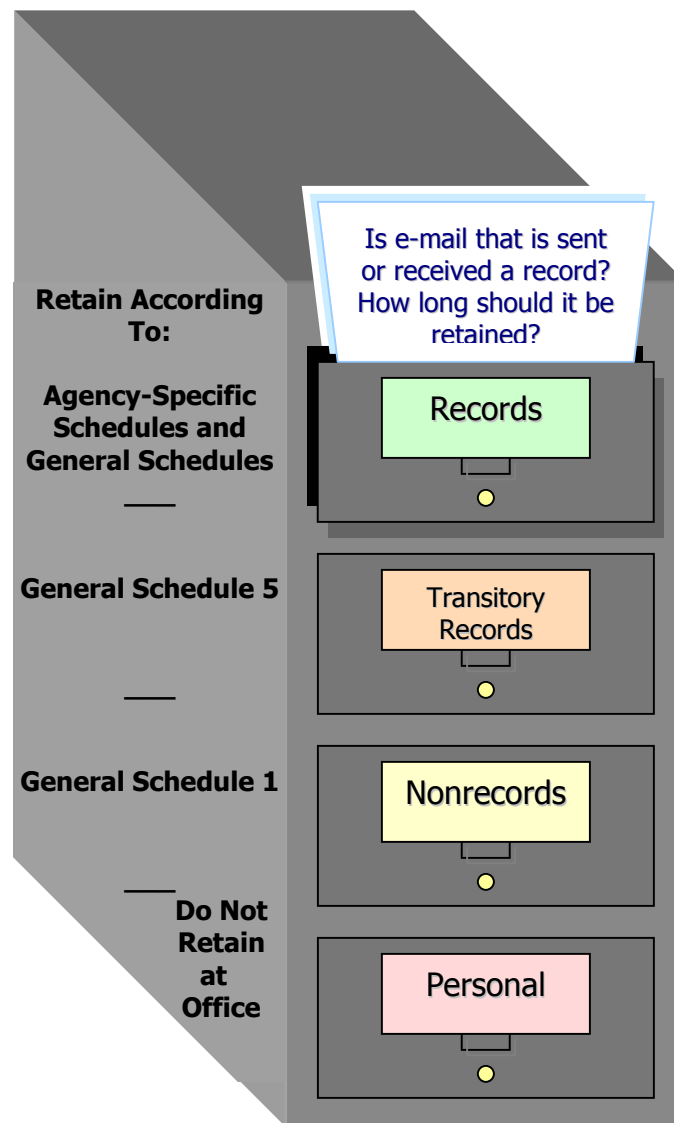 Is e-mail that is sent
or received a record?
How long should it be
retained?
Retain According
To:
Agency-Specific
Schedules and
General Schedules
Records
General Schedule 5
Transitory
Records
General Schedule 1
Nonrecords
Do Not
Retain
at
Office
Personal